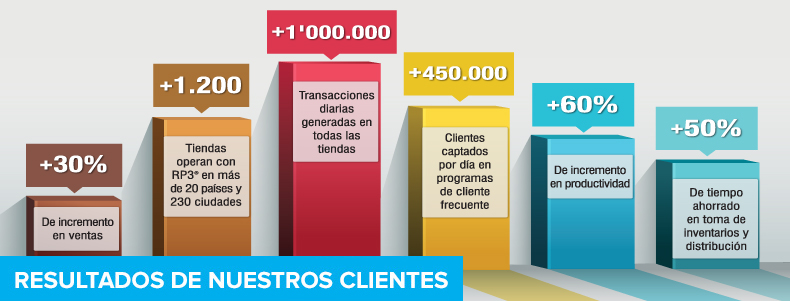 +30%
De incremento
en ventas
+1.200
Tiendas
operan con
RP3® en más
de 20 países y
230 ciudades
+1'000.000
Transacciones
diarias
generadas en
todas las
tiendas
+450.000
Clientes
captados
por día en
programas
de cliente
frecuente
+60%
De incremento
en productividad
+50%
De tiempo
ahorrado
en toma de
inventarios y
distribución
RESULTADOS DE NUESTROS CLIENTES